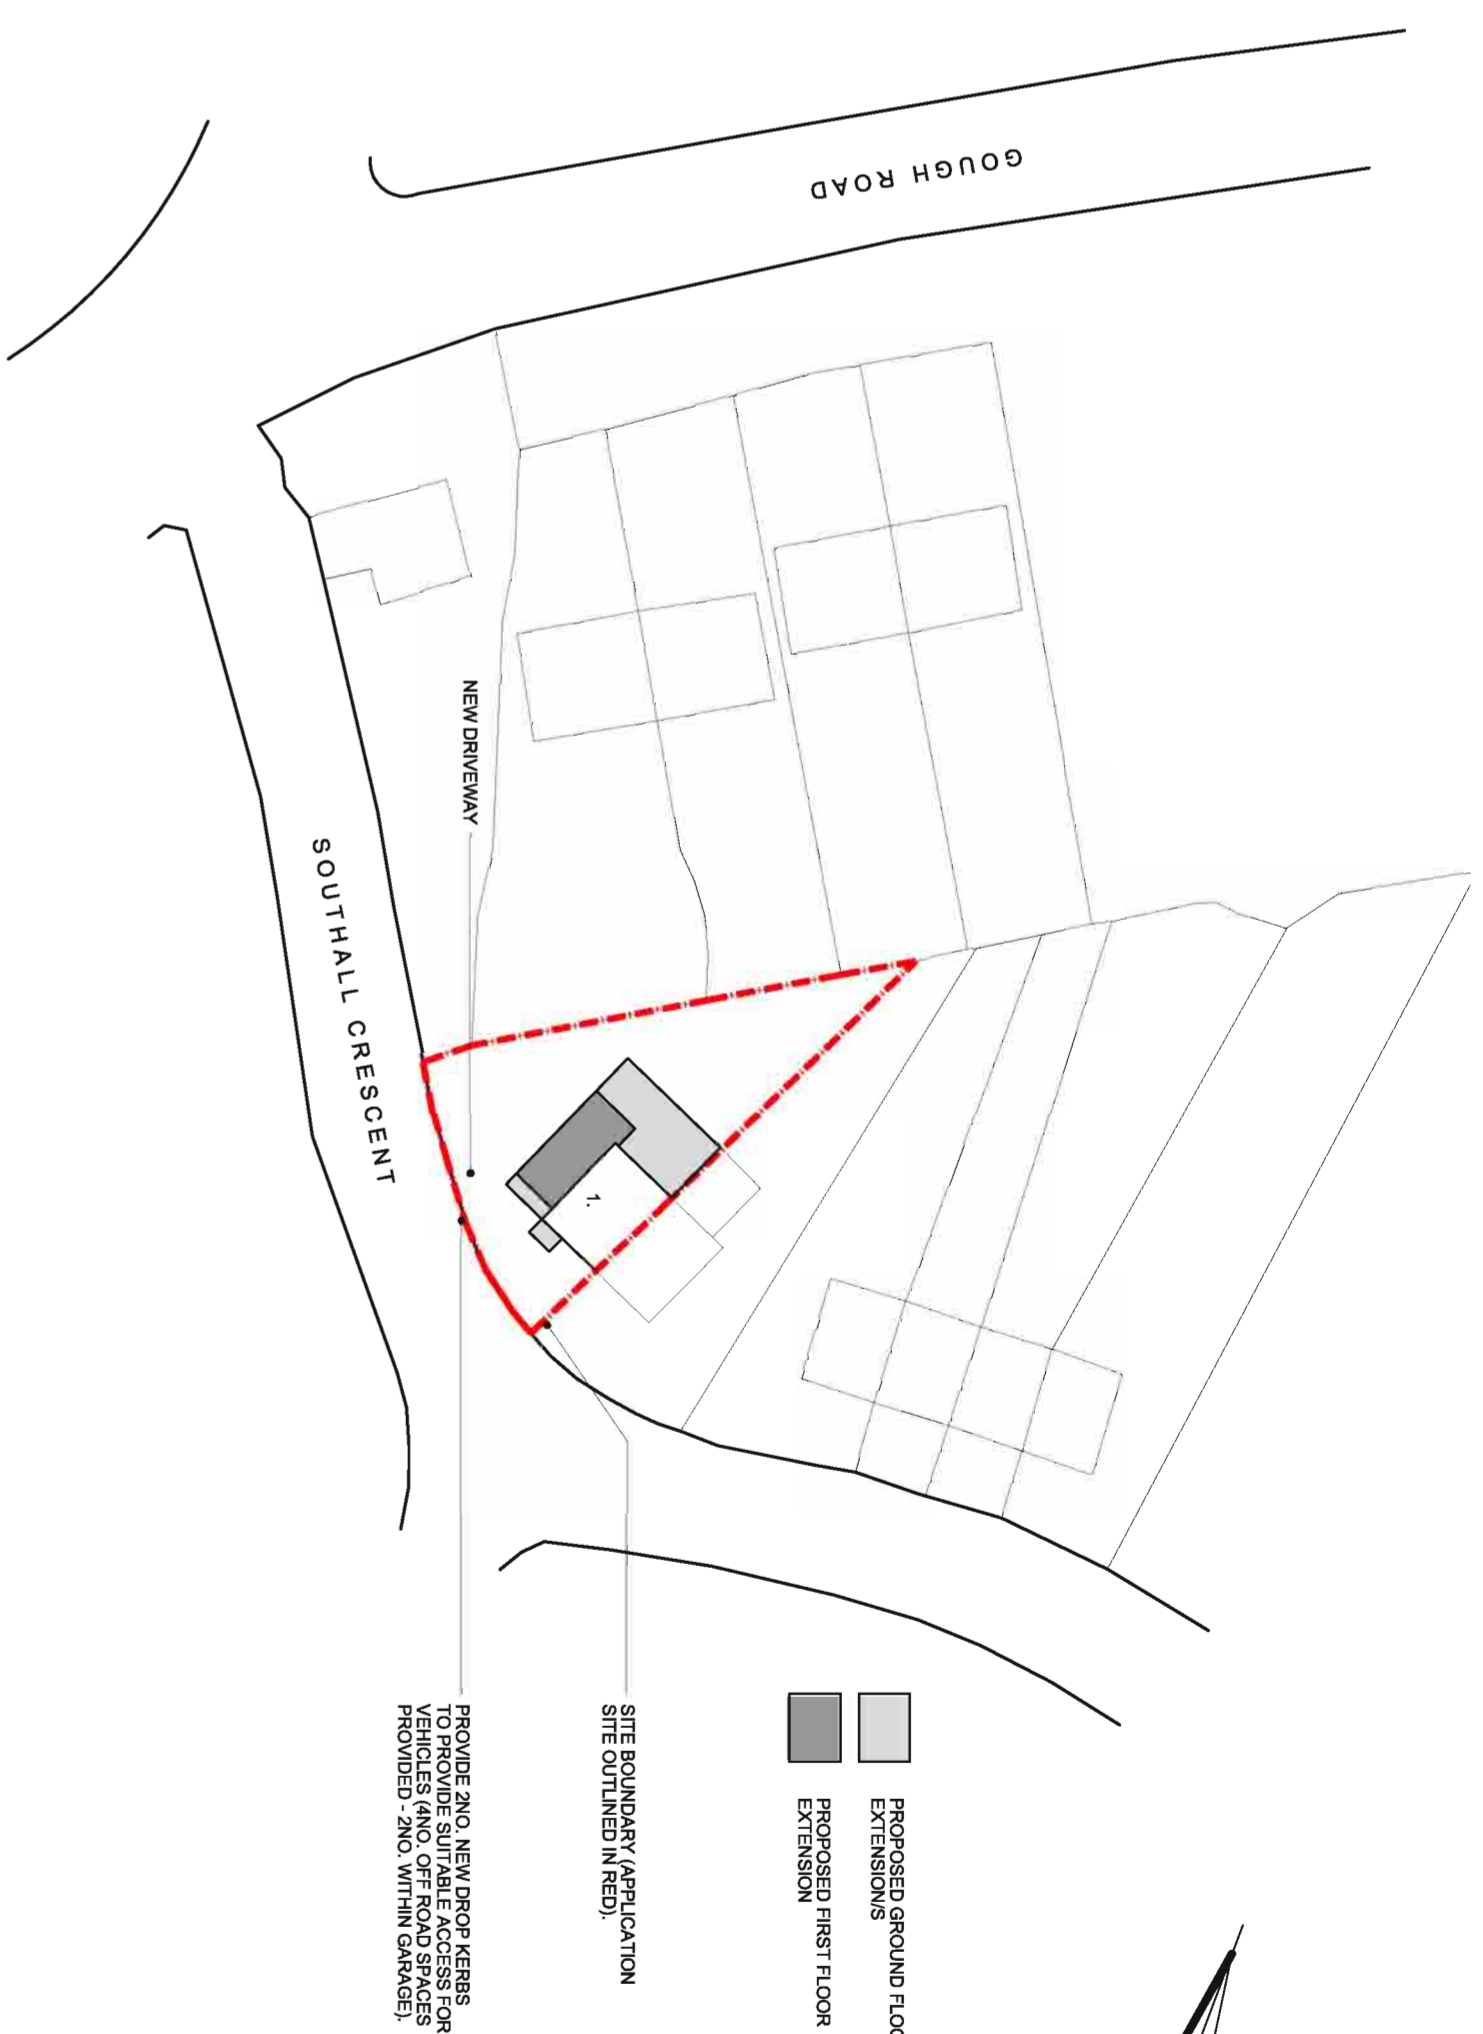 GOUGH ROAD
NEW DRIVEWAY
SOUTHALL CRESCENT
1.
PROPOSED GROUND
EXTENSION/S
PROPOSED FIRST FLOOR
EXTENSION
SITE BOUNDARY (APPLICATION
SITE OUTLINED IN RED).
PROVIDE 2NO. NEW DROP KERBS
TO PROVIDE SUITABLE ACCESS FOR
VEHICLES (4NO. OFF ROAD SPACES
PROVIDED - 2NO. WITHIN GARAGE).